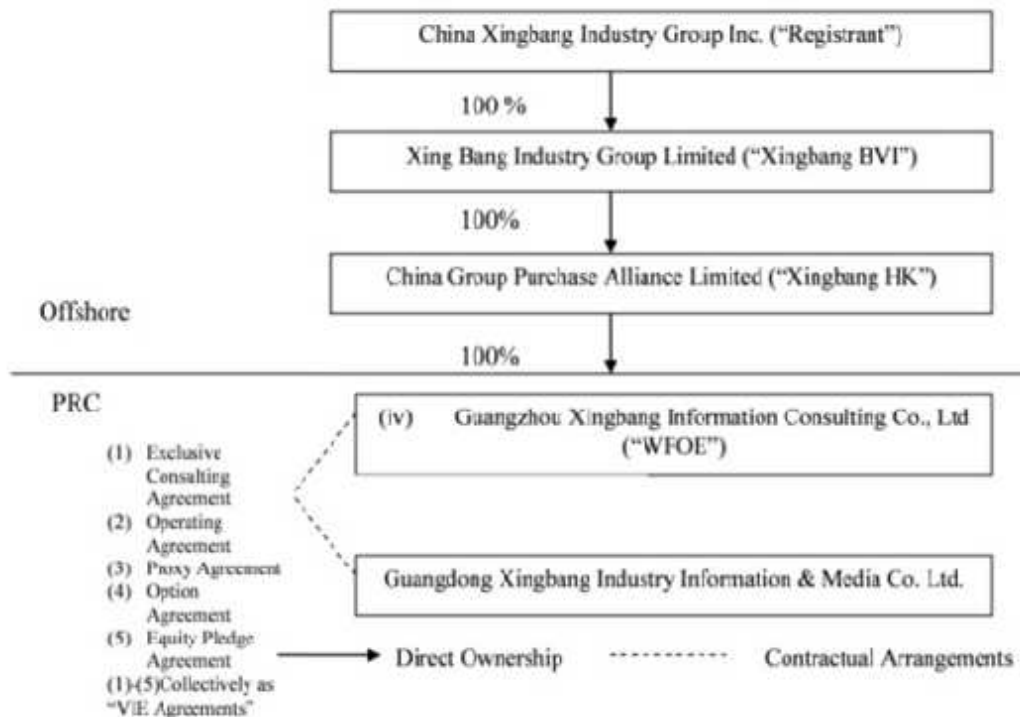 China Xingbang Industry Group Inc. (“Registrant”)
100 %
Xing Bang Industry Group Limited (“Xingbang BVI”)
100%
China Group Purchase Alliance Limited (“Xingbang HK”)
Offshore
100%
PRC
(iv) Guangzhou Xingbang Information Consulting Co., Ltd
(“WFOE”)
(1) Exclusive
Consulting
Agreement
(2) Operating
Agreement
(3) Proxy Agreement
(4) Option
Agreement
(5) Equity Pledge
Agreement
(1)-(5)Collectively as
“VIE Agreements”
Guangdong Xingbang Industry Information & Media Co. Ltd.
Direct Ownership
Contractual Arrangements